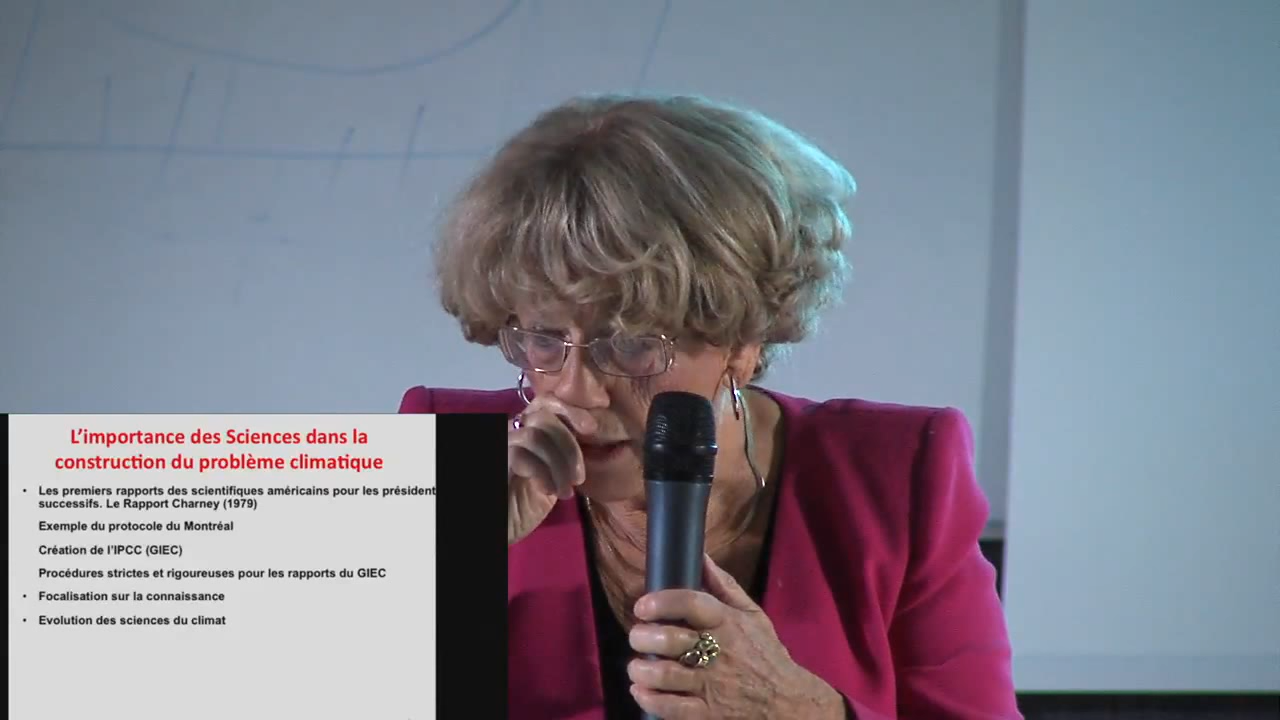 L’importance des Sciences dans la
construction du problème climatique
• Les premiers rapports des scientifiques américains pour les président
successifs. Le Rapport Charney (1979)
Exemple du protocole du Montréal
Création de l’IPCC (GIEC)
Procédures strictes et rigoureuses pour les rapports du GIEC
• Focalisation sur la connaissance
• Evolution des sciences du climat